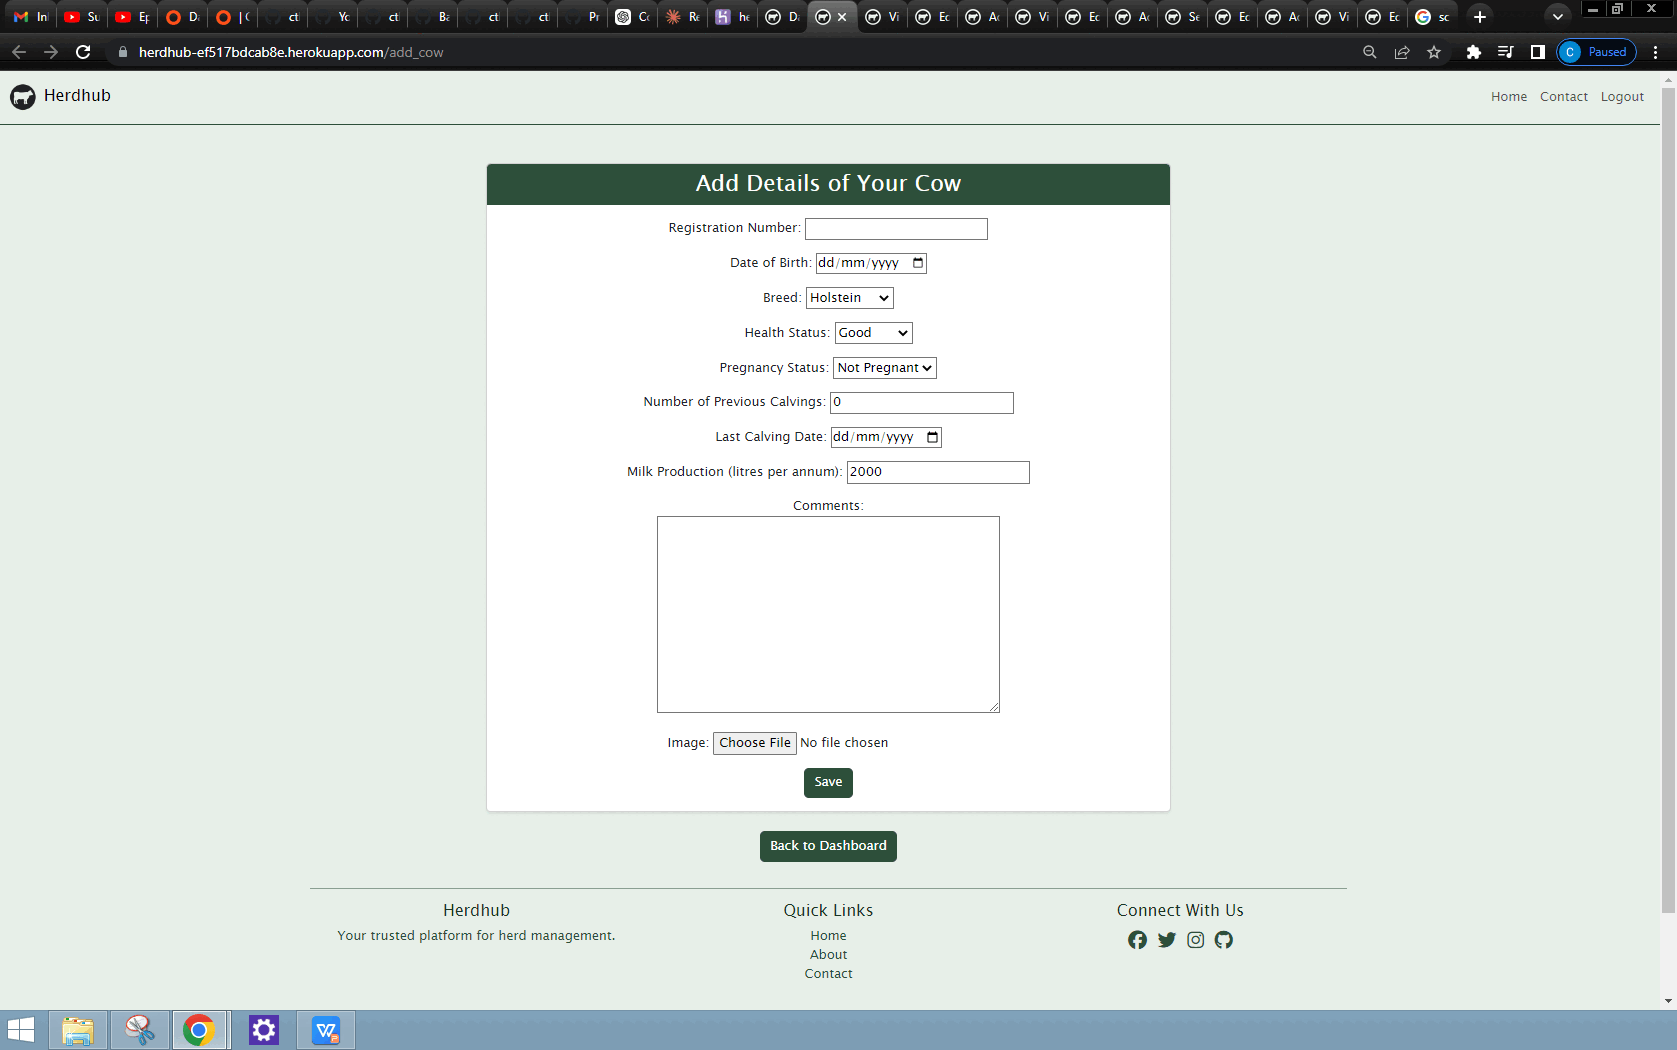 In
Su
Ep
D
| C
ct
Yo
ct
Ba
ct
ct
Pr
Co
Re
he
D
Vi
Ec
Ac
Vi
Ec
Ac
Se
Ec
Ac
Vi
Ec
sc
herdhub-ef517bdcab8e.herokuapp.com/add_cow
C Paused
Herdhub
Home Contact Logout
Add Details of Your Cow
Registration Number:
Date of Birth: dd/mm/yyyy
Breed: Holstein
Health Status: Good
Pregnancy Status: Not Pregnant
Number of Previous Calvings: 0
Last Calving Date: dd/mm/yyyy
Milk Production (litres per annum): 2000
Comments:
Image: Choose File No file chosen
Save
Back to Dashboard
Herdhub
Your trusted platform for herd management.
Quick Links
Home
About
Contact
Connect With Us